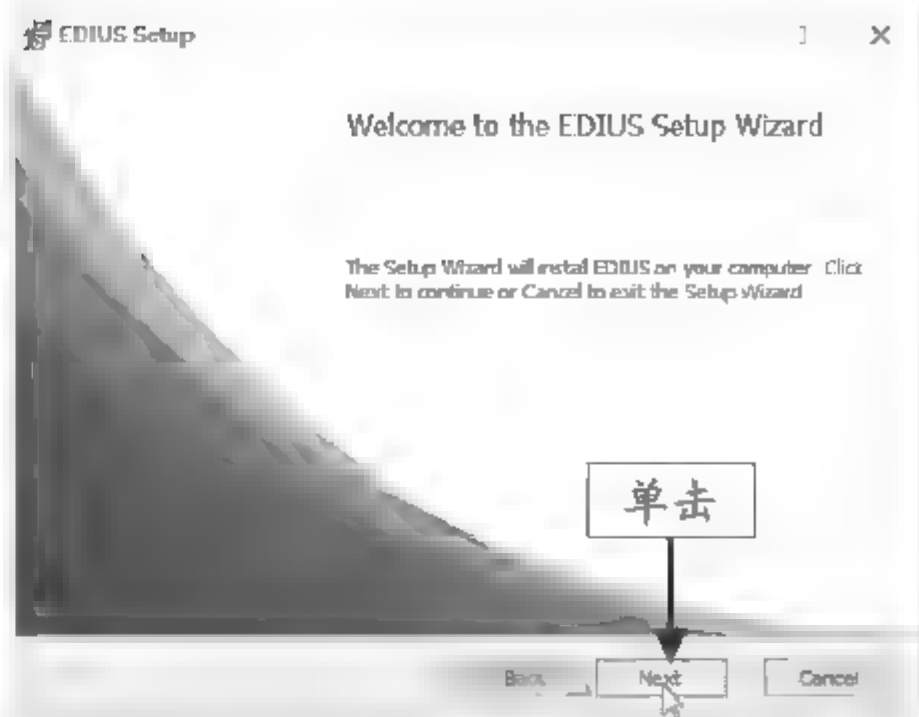 EDIUS Setup
Welcome to the EDIUS Setup Wizard
The Setup Wizard will install EDIUS on your computer Click
Next to continue or Cancel to exit the Setup Wizard
单击
Back Next Cancel